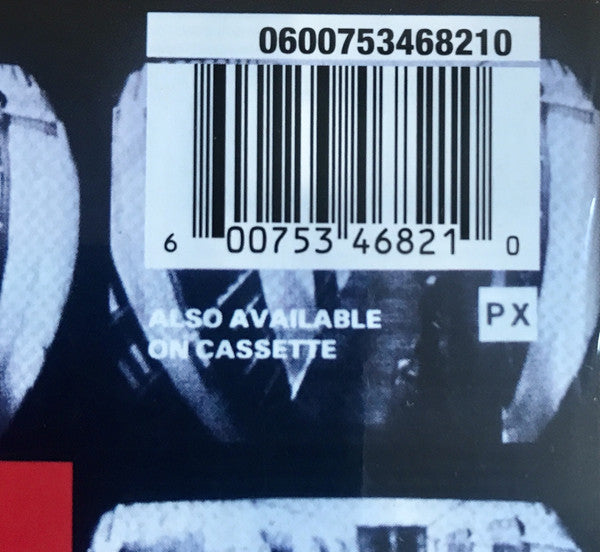 0600753468210
6 00753 46821 0
PX
ALSO AVAILABLE
ON CASSETTE